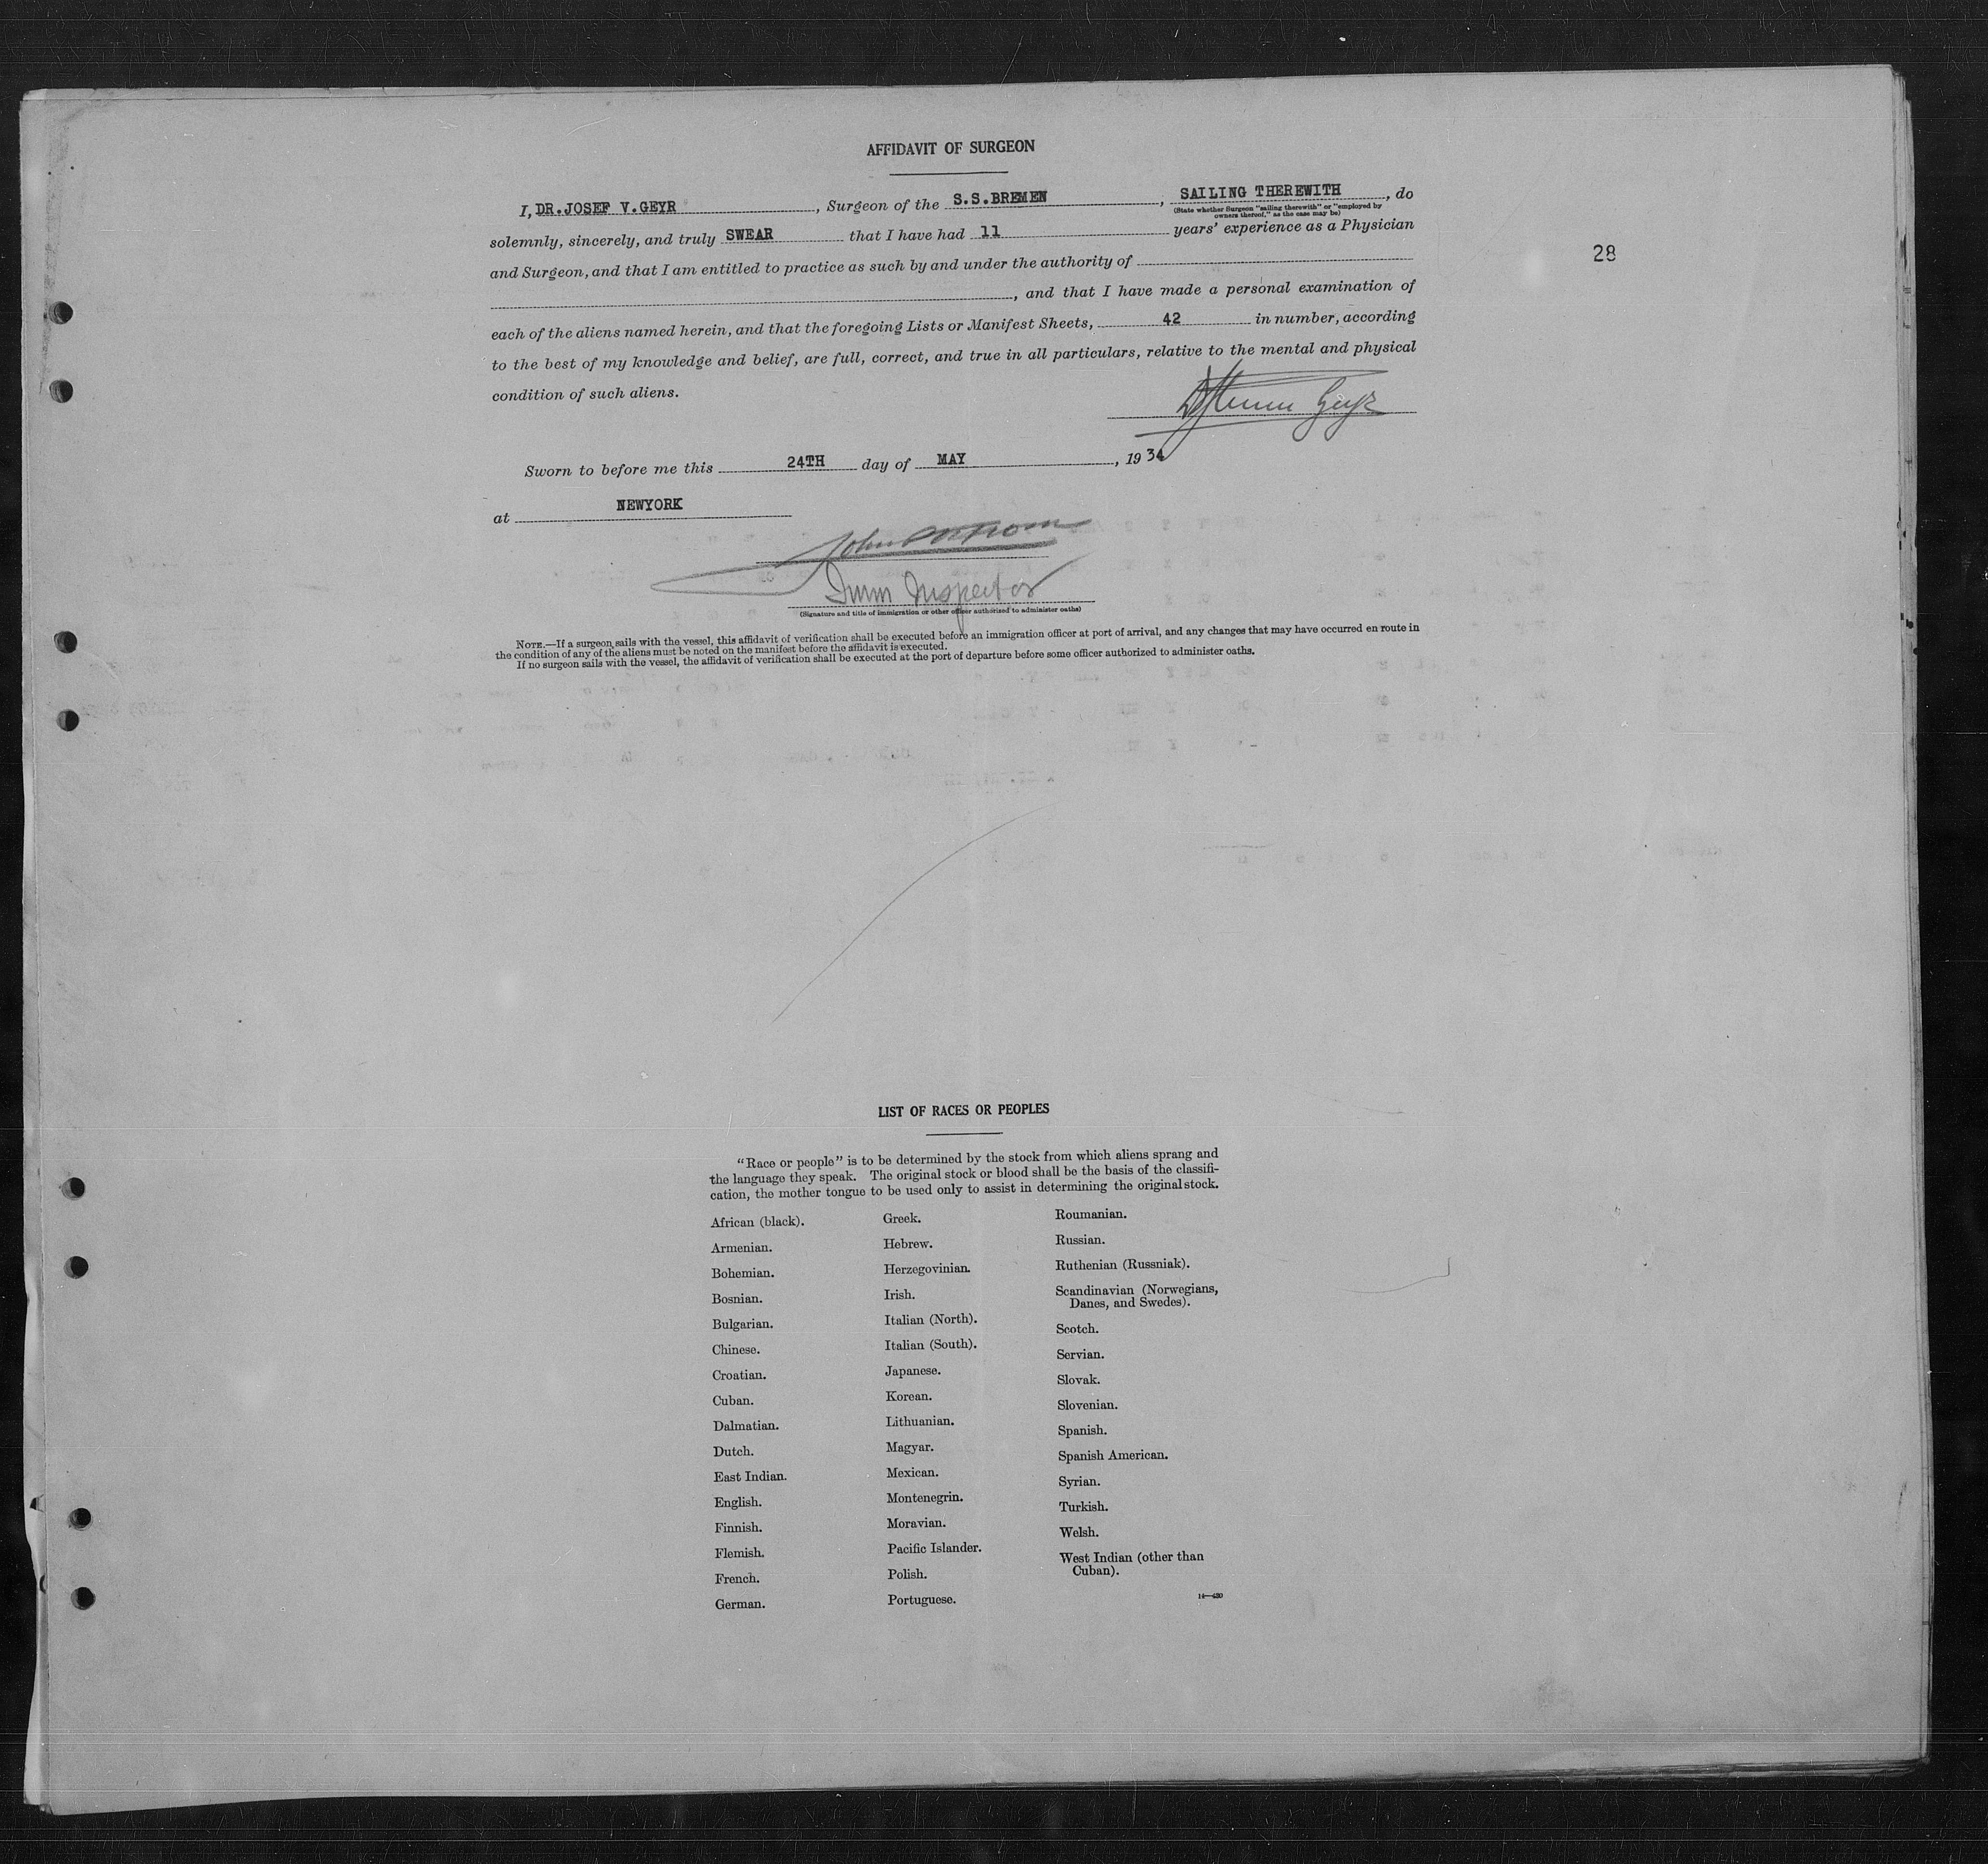 AFFIDAVIT OF SURGEON
I, DR.JOSEF V.GEYR, Surgeon of the S.S.BREMEN, SAILING THEREWITH, do
(State whether Surgeon "sailing therewith" or "employed by
owners thereof," as the case may be)
solemnly, sincerely, and truly SWEAR that I have had 11 years' experience as a Physician
28
and Surgeon, and that I am entitled to practice as such by and under the authority of
, and that I have made a personal examination of
each of the aliens named herein, and that the foregoing Lists or Manifest Sheets, 42 in number, according
to the best of my knowledge and belief, are full, correct, and true in all particulars, relative to the mental and physical
condition of such aliens.
Geyr
Sworn to before me this 24TH day of MAY, 1934
at NEWYORK
John
Imm Inspector
(Signature and title of immigration or other officer authorized to administer oaths)
NOTE.—If a surgeon sails with the vessel, this affidavit of verification shall be executed before an immigration officer at port of arrival, and any changes that may have occurred en route in
the condition of any of the aliens must be noted on the manifest before the affidavit is executed.
If no surgeon sails with the vessel, the affidavit of verification shall be executed at the port of departure before some officer authorized to administer oaths.
LIST OF RACES OR PEOPLES
"Race or people" is to be determined by the stock from which aliens sprang and
the language they speak. The original stock or blood shall be the basis of the classifi-
cation, the mother tongue to be used only to assist in determining the original stock.
African (black).
Armenian.
Bohemian.
Bosnian.
Bulgarian.
Chinese.
Croatian.
Cuban.
Dalmatian.
Dutch.
East Indian.
English.
Finnish.
Flemish.
French.
German.
Greek.
Hebrew.
Herzegovinian.
Irish.
Italian (North).
Italian (South).
Japanese.
Korean.
Lithuanian.
Magyar.
Mexican.
Montenegrin.
Moravian.
Pacific Islander.
Polish.
Portuguese.
Roumanian.
Russian.
Ruthenian (Russniak).
Scandinavian (Norwegians,
Danes, and Swedes).
Scotch.
Servian.
Slovak.
Slovenian.
Spanish.
Spanish American.
Syrian.
Turkish.
Welsh.
West Indian (other than
Cuban).
14—430